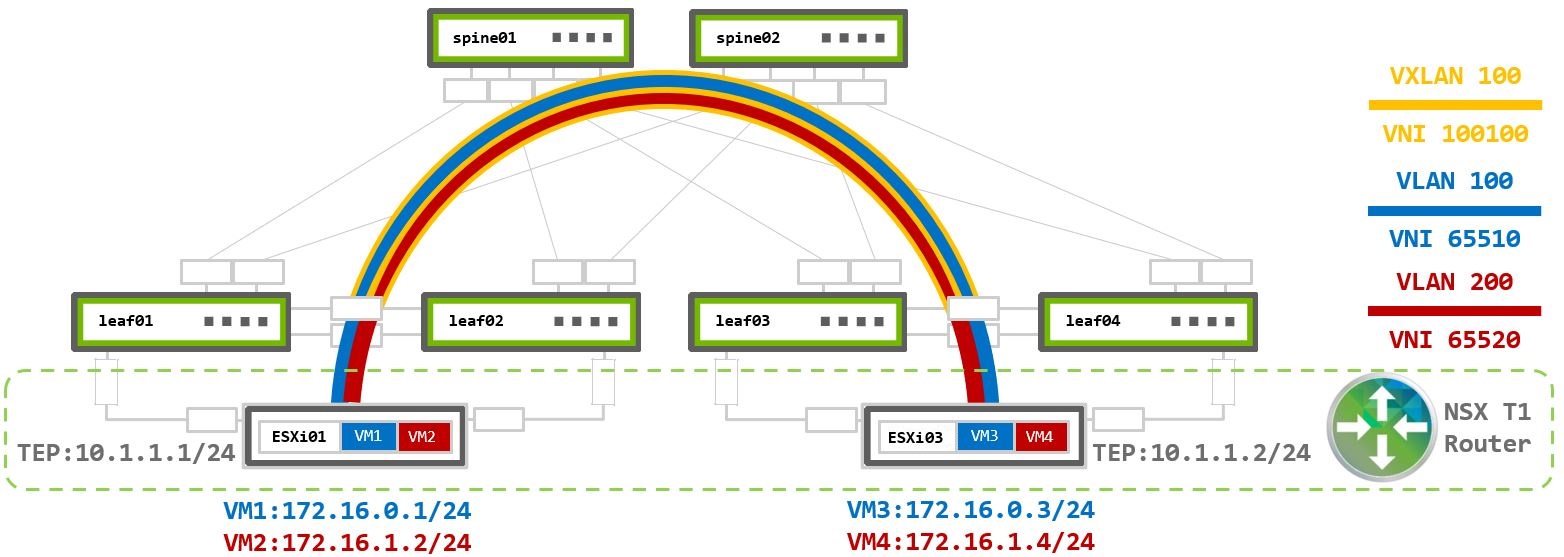 spine01
spine02
VXLAN 100
VNI 100100
VLAN 100
VNI 65510
VLAN 200
VNI 65520
leaf01
leaf02
leaf03
leaf04
ESXi01 VM1 VM2
ESXi03 VM3 VM4
NSX T1
Router
TEP:10.1.1.1/24
TEP:10.1.1.2/24
VM1:172.16.0.1/24
VM2:172.16.1.2/24
VM3:172.16.0.3/24
VM4:172.16.1.4/24